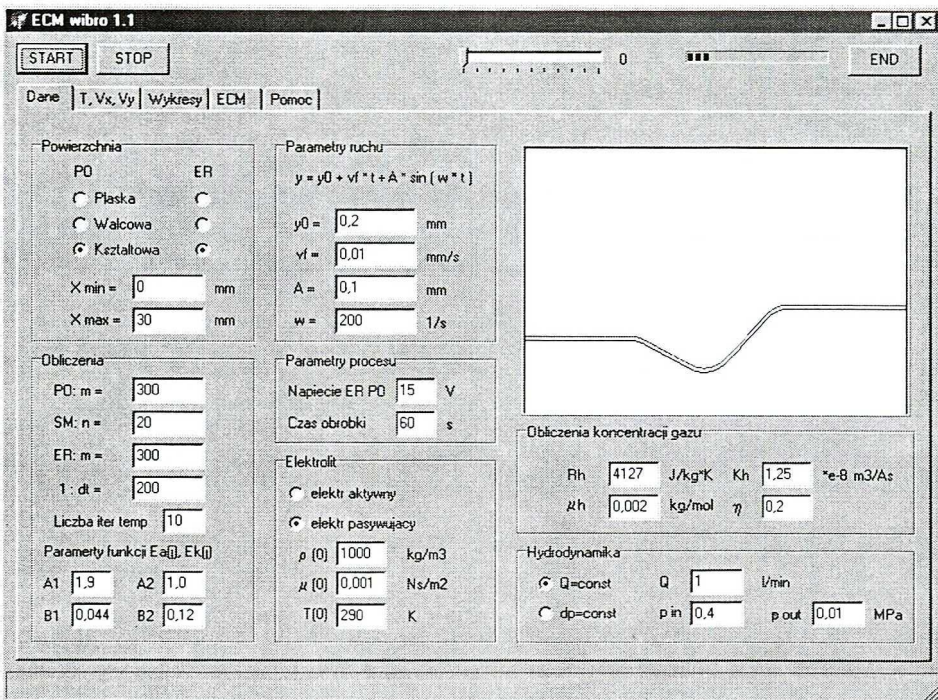 ECM wibro 1.1
START STOP 0 END
Dane T, Vx, Vy Wykresy ECM Pomoc
Powierzchnia
PO ER
Płaska
Walcowa
Kształtowa
X min = 0 mm
X max = 30 mm
Obliczenia
PO: m = 300
SM: n = 20
ER: m = 300
1 : dt = 200
Liczba iter temp 10
Paramerty funkcji Ea(j), Ek(j)
A1 1,9 A2 1,0
B1 0,044 B2 0,12
Parametry ruchu
y = y0 + vf * t + A * sin ( w * t )
y0 = 0,2 mm
vf = 0,01 mm/s
A = 0,1 mm
w = 200 1/s
Parametry procesu
Napiecie ER PO 15 V
Czas obrobki 60 s
Elektrolit
elektr aktywny
elektr pasywujacy
ρ (0) 1000 kg/m3
μ (0) 0,001 Ns/m2
T(0) 290 K
Obliczenia koncentracji gazu
Rh 4127 J/kg*K Kh 1,25 *e-8 m3/As
μh 0,002 kg/mol η 0,2
Hydrodynamika
Q=const Q 1 l/min
dp=const p in 0,4 p out 0,01 MPa